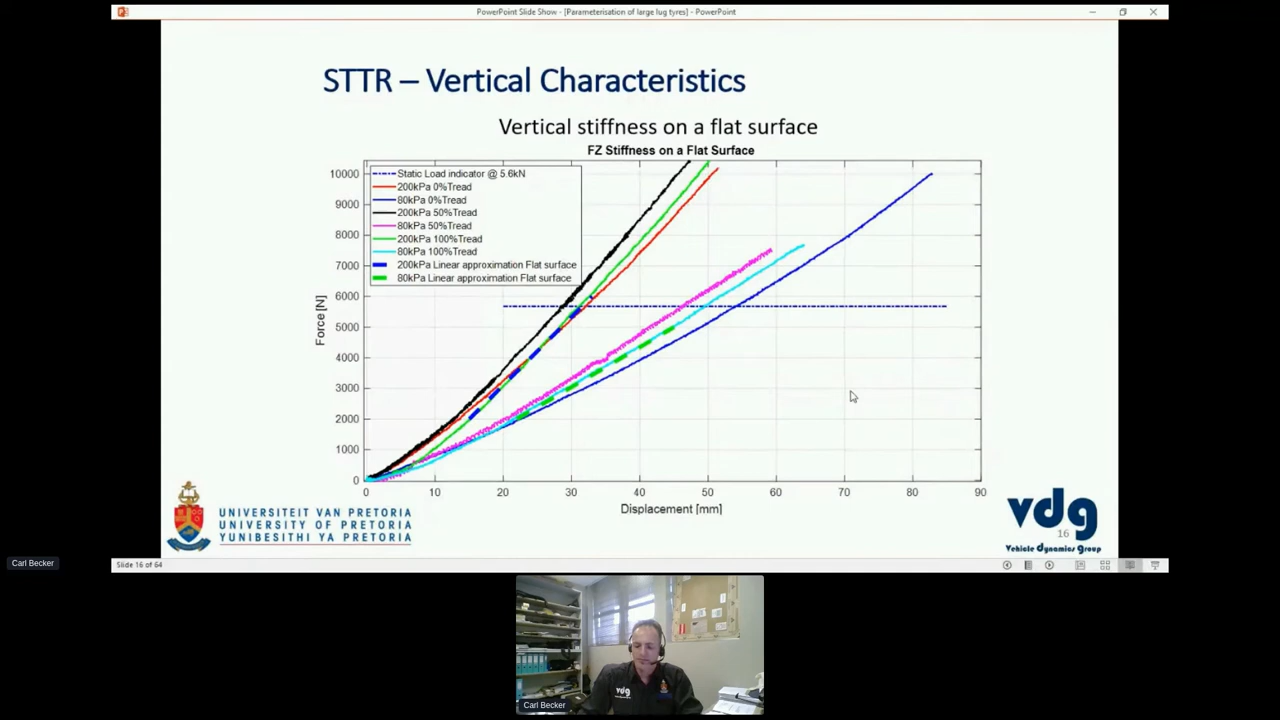 PowerPoint Slide Show - [Parameterisation of large lug tyres] - PowerPoint
STTR – Vertical Characteristics
Vertical stiffness on a flat surface
FZ Stiffness on a Flat Surface
Static Load indicator @ 5.6kN
200kPa 0%Tread
80kPa 0%Tread
200kPa 50%Tread
80kPa 50%Tread
200kPa 100%Tread
80kPa 100%Tread
200kPa Linear approximation Flat surface
80kPa Linear approximation Flat surface
Force [N]
10000
9000
8000
7000
6000
5000
4000
3000
2000
1000
0
0 10 20 30 40 50 60 70 80 90
Displacement [mm]
UNIVERSITEIT VAN PRETORIA
UNIVERSITY OF PRETORIA
YUNIBESITHI YA PRETORIA
vdg
16
Vehicle Dynamics Group
Slide 16 of 64
Carl Becker
vdg
Carl Becker